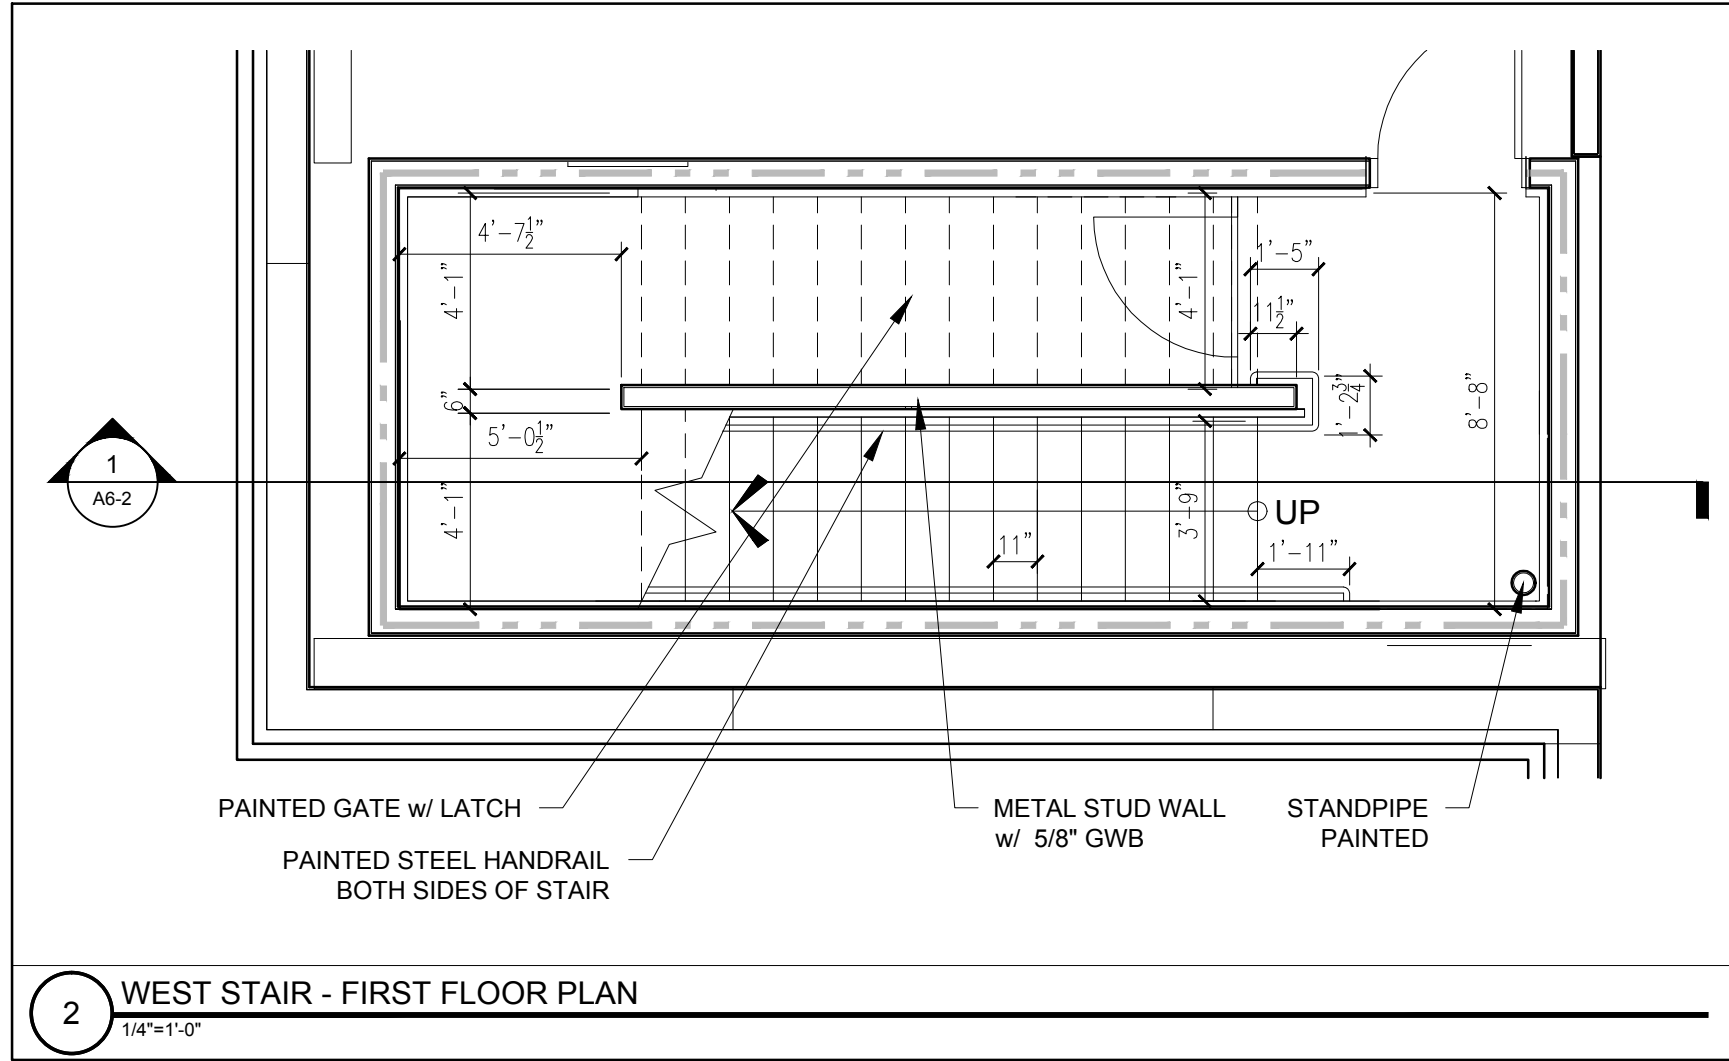 4'-7½"
4'-1"
4'-1"
1'-5"
11½"
6"
5'-0½"
1'-2¾"
8'-8"
1
A6-2
4'-1"
3'-9"
UP
11"
1'-11"
PAINTED GATE w/ LATCH
METAL STUD WALL
w/ 5/8" GWB
STANDPIPE
PAINTED
PAINTED STEEL HANDRAIL
BOTH SIDES OF STAIR
2
WEST STAIR - FIRST FLOOR PLAN
1/4"=1'-0"